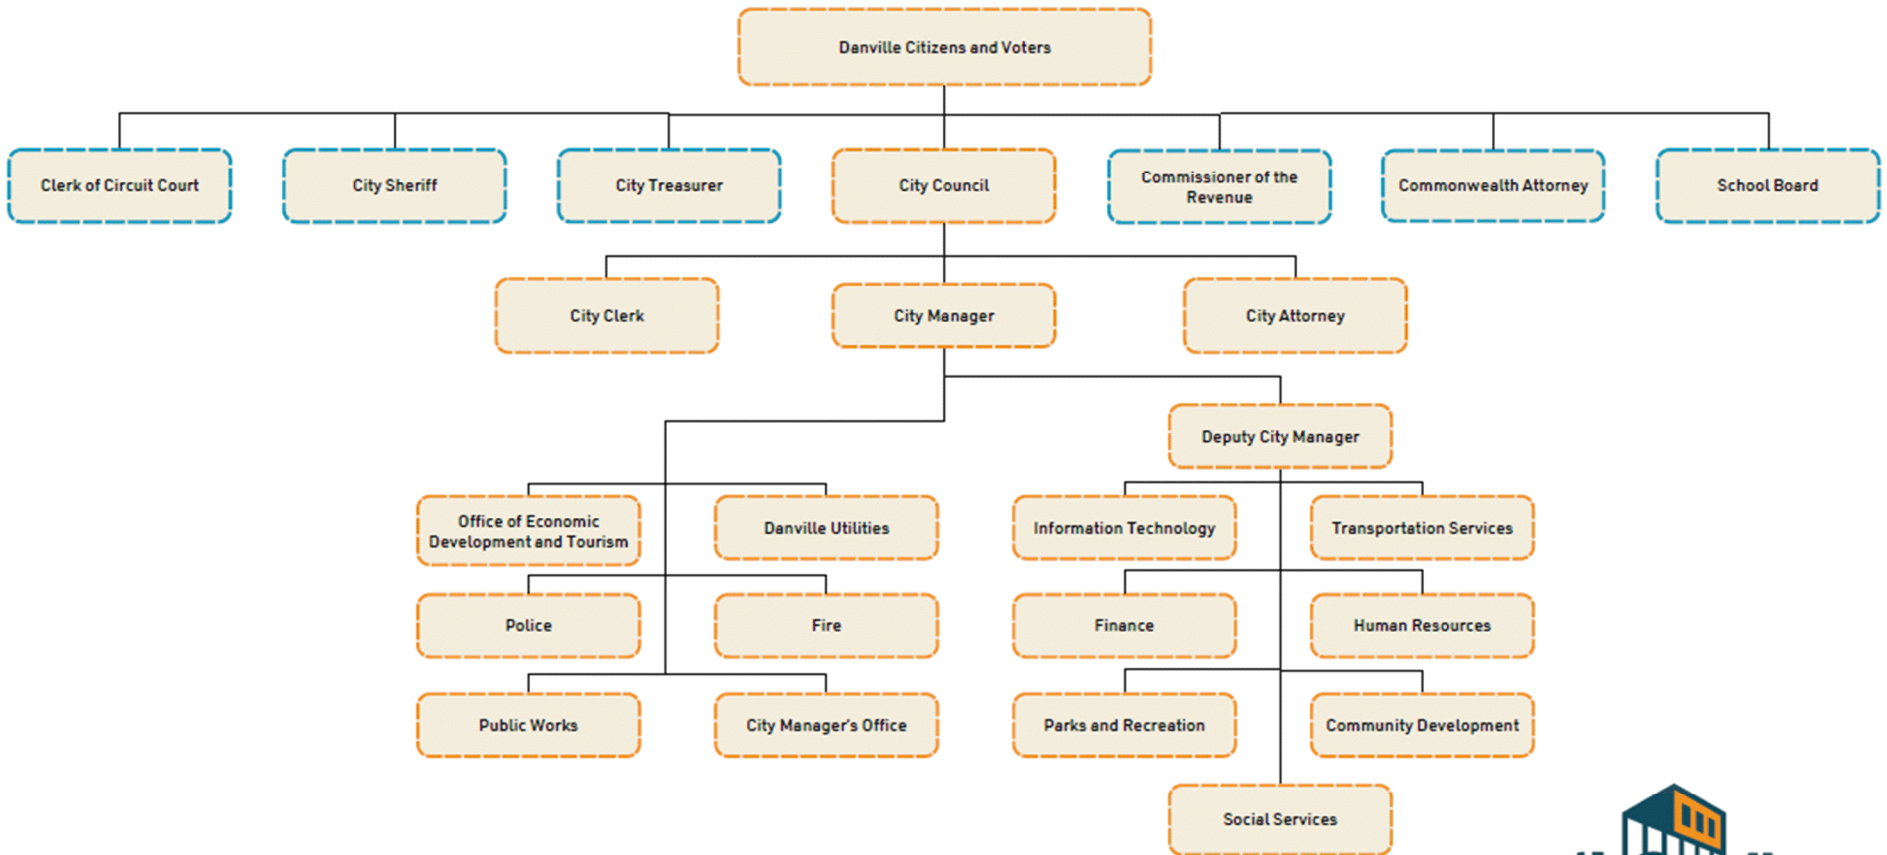 Danville Citizens and Voters
Clerk of Circuit Court
City Sheriff
City Treasurer
City Council
Commissioner of the
Revenue
Commonwealth Attorney
School Board
City Clerk
City Manager
City Attorney
Deputy City Manager
Office of Economic
Development and Tourism
Danville Utilities
Information Technology
Transportation Services
Police
Fire
Finance
Human Resources
Public Works
City Manager's Office
Parks and Recreation
Community Development
Social Services